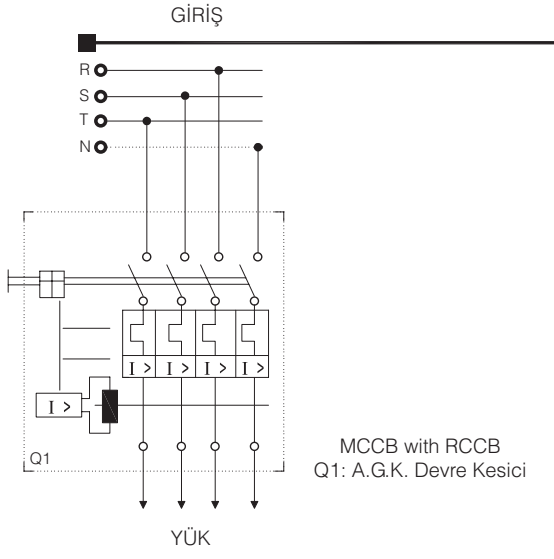 GİRİŞ
R
S
T
N
I > I > I > I >
I >
Q1
MCCB with RCCB
Q1: A.G.K. Devre Kesici
YÜK